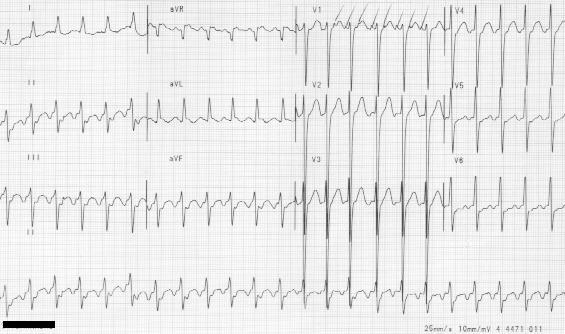 I aVR V1 V4
II aVL V2 V5
III aVF V3 V6
II
25mm/s 10mm/mV 4 4471 011